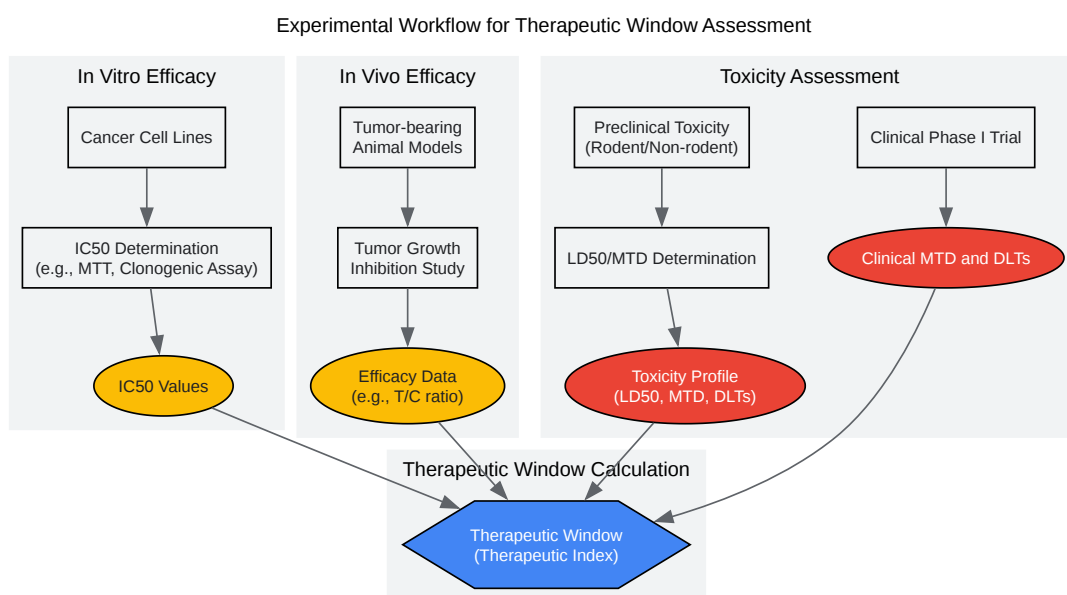 Experimental Workflow for Therapeutic Window Assessment
In Vitro Efficacy
Cancer Cell Lines
IC50 Determination
(e.g., MTT, Clonogenic Assay)
IC50 Values
In Vivo Efficacy
Tumor-bearing
Animal Models
Tumor Growth
Inhibition Study
Efficacy Data
(e.g., T/C ratio)
Toxicity Assessment
Preclinical Toxicity
(Rodent/Non-rodent)
LD50/MTD Determination
Toxicity Profile
(LD50, MTD, DLTs)
Clinical Phase I Trial
Clinical MTD and DLTs
Therapeutic Window Calculation
Therapeutic Window
(Therapeutic Index)